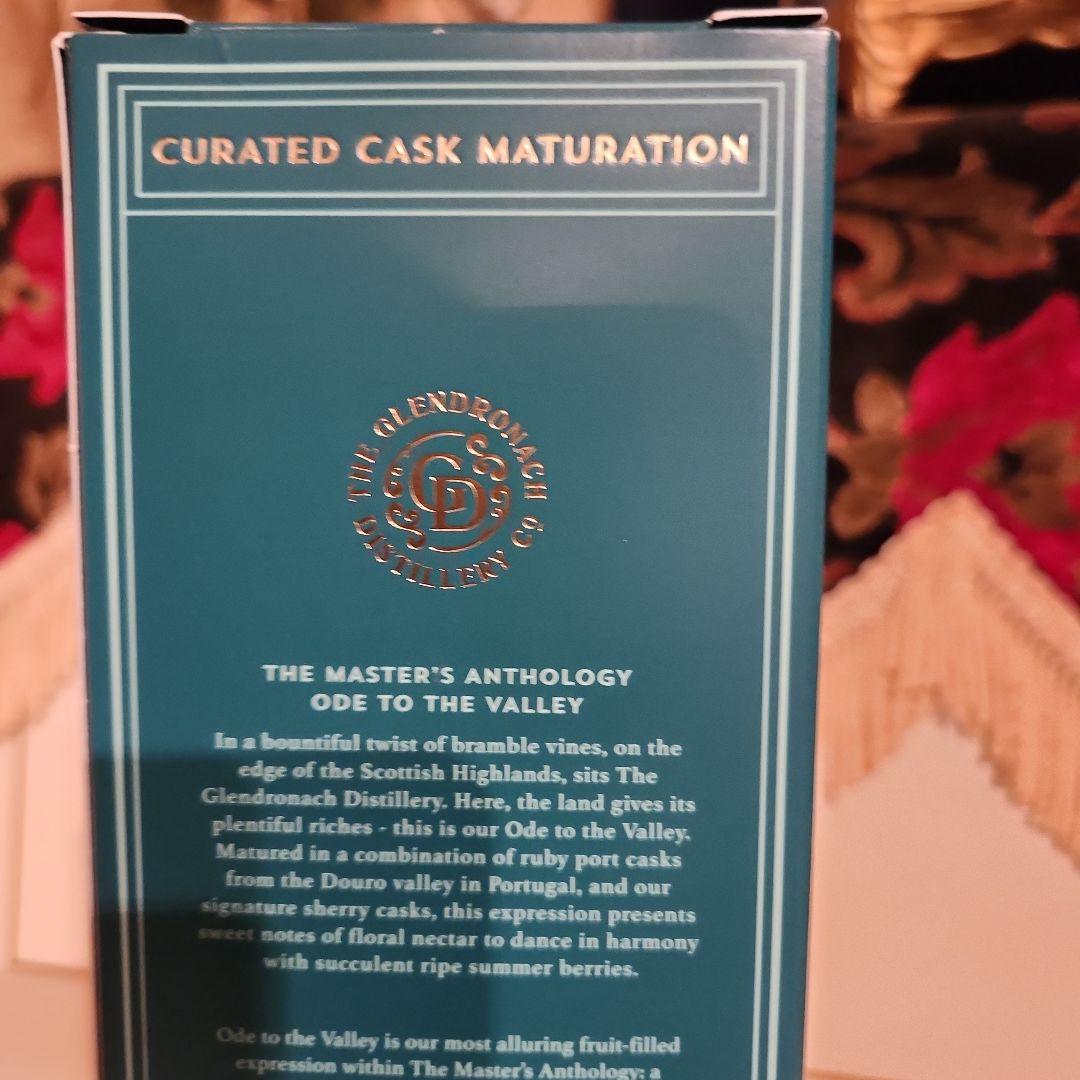 CURATED CASK MATURATION
THE GLENDRONACH
DISTILLERY Co
GD
THE MASTER'S ANTHOLOGY
ODE TO THE VALLEY
In a bountiful twist of bramble vines, on the
edge of the Scottish Highlands, sits The
Glendronach Distillery. Here, the land gives its
plentiful riches - this is our Ode to the Valley.
Matured in a combination of ruby port casks
from the Douro valley in Portugal, and our
signature sherry casks, this expression presents
sweet notes of floral nectar to dance in harmony
with succulent ripe summer berries.
Ode to the Valley is our most alluring fruit-filled
expression within The Master's Anthology: a